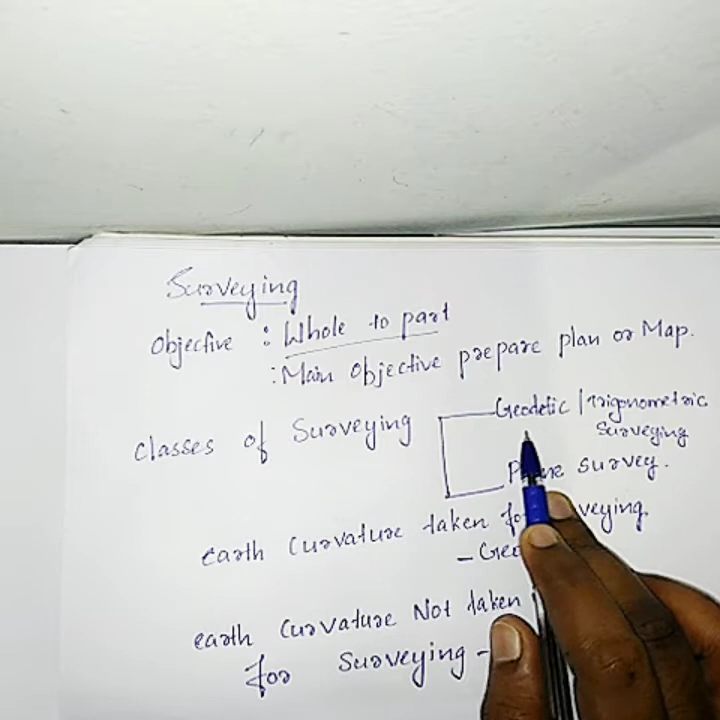 Surveying
Objective : Whole to part
: Main Objective prepare plan or Map.
Classes of Surveying
Geodetic / Trigonometric
Surveying
survey.
earth Curvature taken
earth Curvature Not taken
for Surveying -